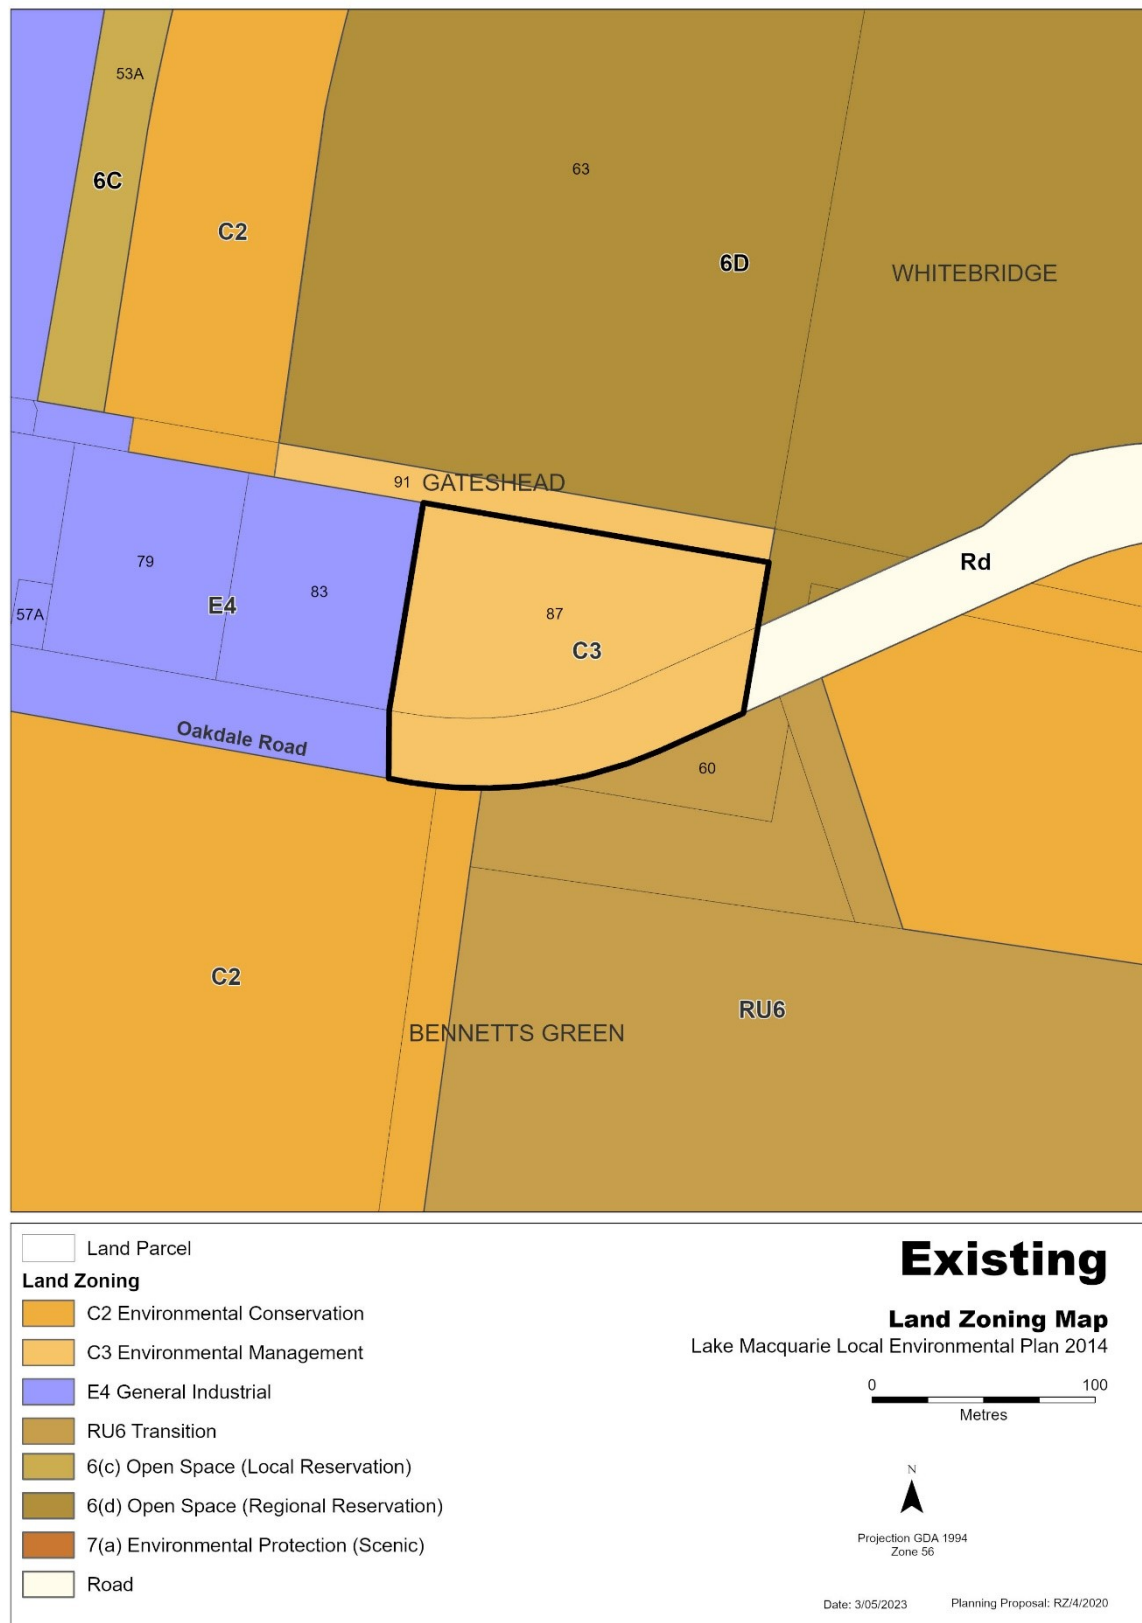 53A
6C
C2
63
6D
WHITEBRIDGE
91
GATESHEAD
Rd
79
83
87
57A
E4
C3
Oakdale Road
60
C2
RU6
BENNETTS GREEN
Land Parcel
Land Zoning
C2 Environmental Conservation
C3 Environmental Management
E4 General Industrial
RU6 Transition
6(c) Open Space (Local Reservation)
6(d) Open Space (Regional Reservation)
7(a) Environmental Protection (Scenic)
Road
Existing
Land Zoning Map
Lake Macquarie Local Environmental Plan 2014
0 100
Metres
N
Projection GDA 1994
Zone 56
Date: 3/05/2023 Planning Proposal: RZ/4/2020